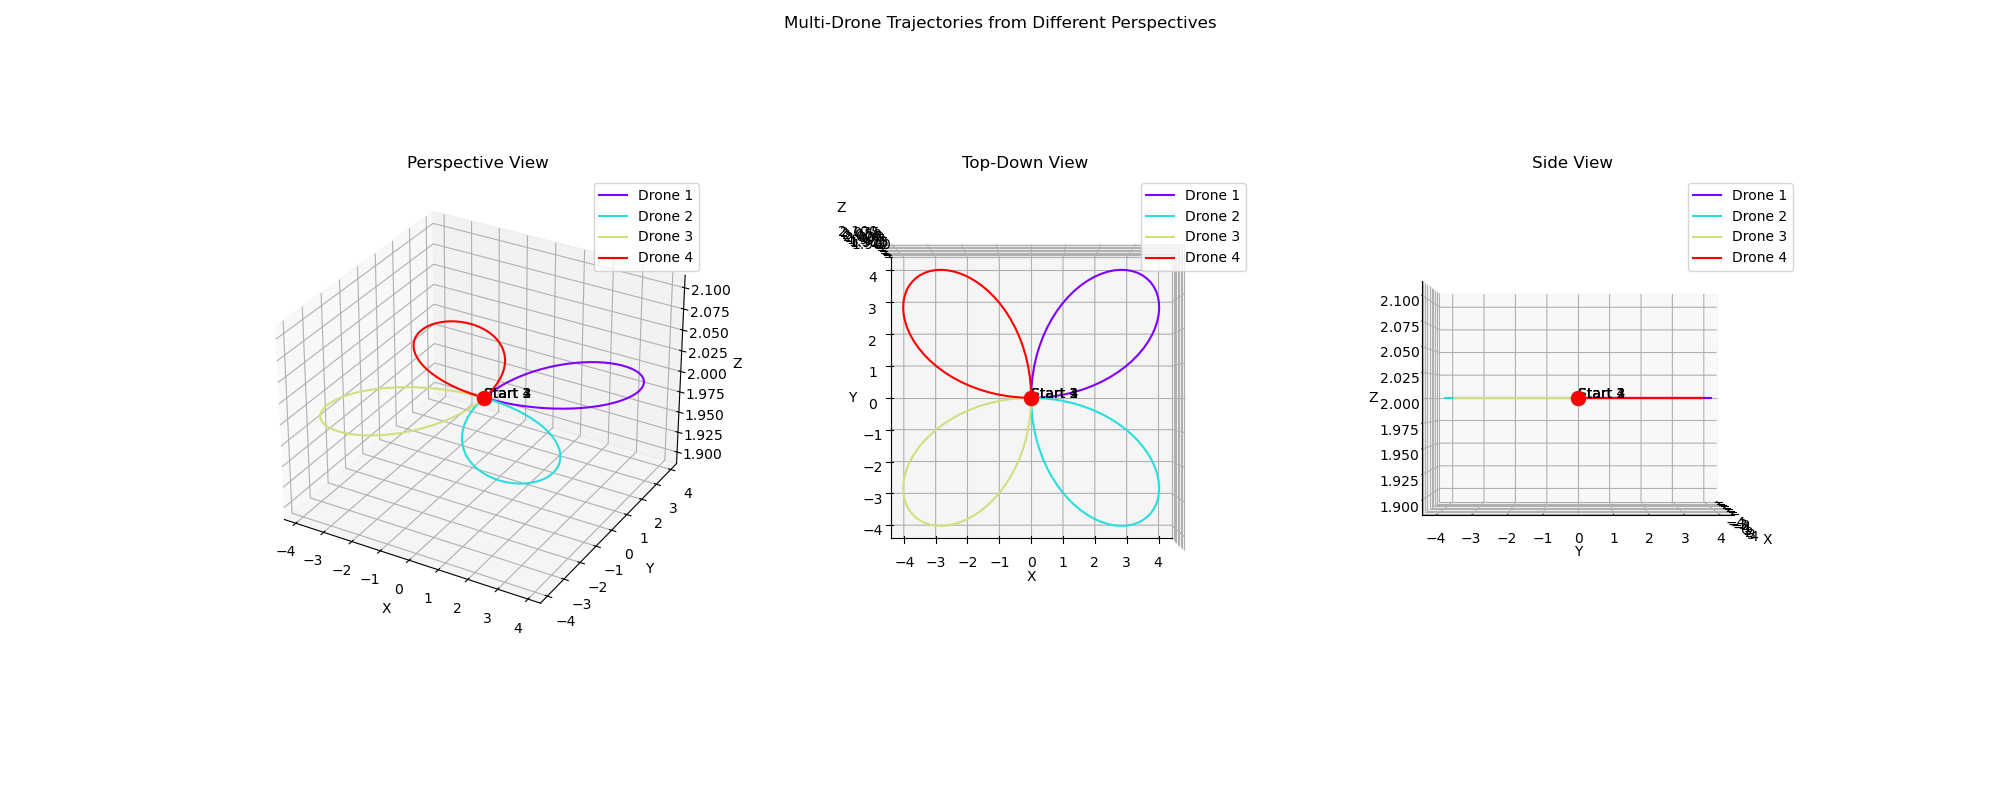 Multi-Drone Trajectories from Different Perspectives
Perspective View
Drone 1
Drone 2
Drone 3
Drone 4
2.100
2.075
2.050
2.025
2.000
1.975
1.950
1.925
1.900
Z
Start
−4
−3
−2
−1
0
1
2
3
4
X
−4
−3
−2
−1
0
1
2
3
4
Y
Top-Down View
Drone 1
Drone 2
Drone 3
Drone 4
Z
4
3
2
1
0
−1
−2
−3
−4
Y
Start
−4 −3 −2 −1 0 1 2 3 4
X
Side View
Drone 1
Drone 2
Drone 3
Drone 4
2.100
2.075
2.050
2.025
2.000
1.975
1.950
1.925
1.900
Z
Start
−4 −3 −2 −1 0 1 2 3 4
Y
X